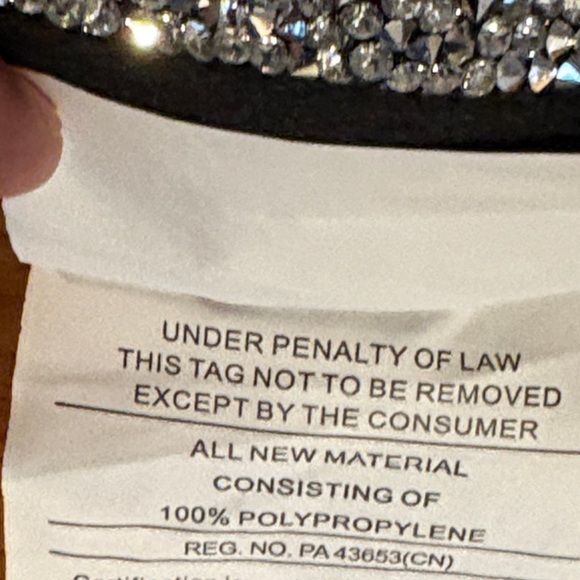 UNDER PENALTY OF LAW
THIS TAG NOT TO BE REMOVED
EXCEPT BY THE CONSUMER
ALL NEW MATERIAL
CONSISTING OF
100% POLYPROPYLENE
REG. NO. PA 43653(CN)